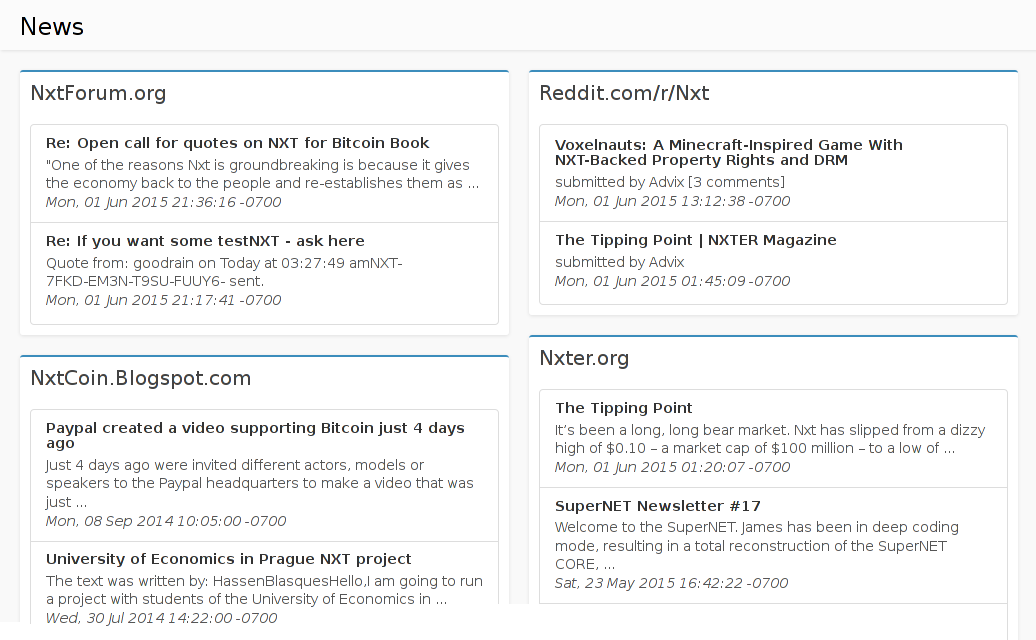 News
NxtForum.org
Re: Open call for quotes on NXT for Bitcoin Book
"One of the reasons Nxt is groundbreaking is because it gives
the economy back to the people and re-establishes them as ...
Mon, 01 Jun 2015 21:36:16 -0700
Re: If you want some testNXT - ask here
Quote from: goodrain on Today at 03:27:49 amNXT-
7FKD-EM3N-T9SU-FUUY6- sent.
Mon, 01 Jun 2015 21:17:41 -0700
NxtCoin.Blogspot.com
Paypal created a video supporting Bitcoin just 4 days
ago
Just 4 days ago were invited different actors, models or
speakers to the Paypal headquarters to make a video that was
just ...
Mon, 08 Sep 2014 10:05:00 -0700
University of Economics in Prague NXT project
The text was written by: HassenBlasquesHello,I am going to run
a project with students of the University of Economics in ...
Wed, 30 Jul 2014 14:22:00 -0700
Reddit.com/r/Nxt
Voxelnauts: A Minecraft-Inspired Game With
NXT-Backed Property Rights and DRM
submitted by Advix [3 comments]
Mon, 01 Jun 2015 13:12:38 -0700
The Tipping Point | NXTER Magazine
submitted by Advix
Mon, 01 Jun 2015 01:45:09 -0700
Nxter.org
The Tipping Point
It’s been a long, long bear market. Nxt has slipped from a dizzy
high of $0.10 – a market cap of $100 million – to a low of ...
Mon, 01 Jun 2015 01:20:07 -0700
SuperNET Newsletter #17
Welcome to the SuperNET. James has been in deep coding
mode, resulting in a total reconstruction of the SuperNET
CORE, ...
Sat, 23 May 2015 16:42:22 -0700